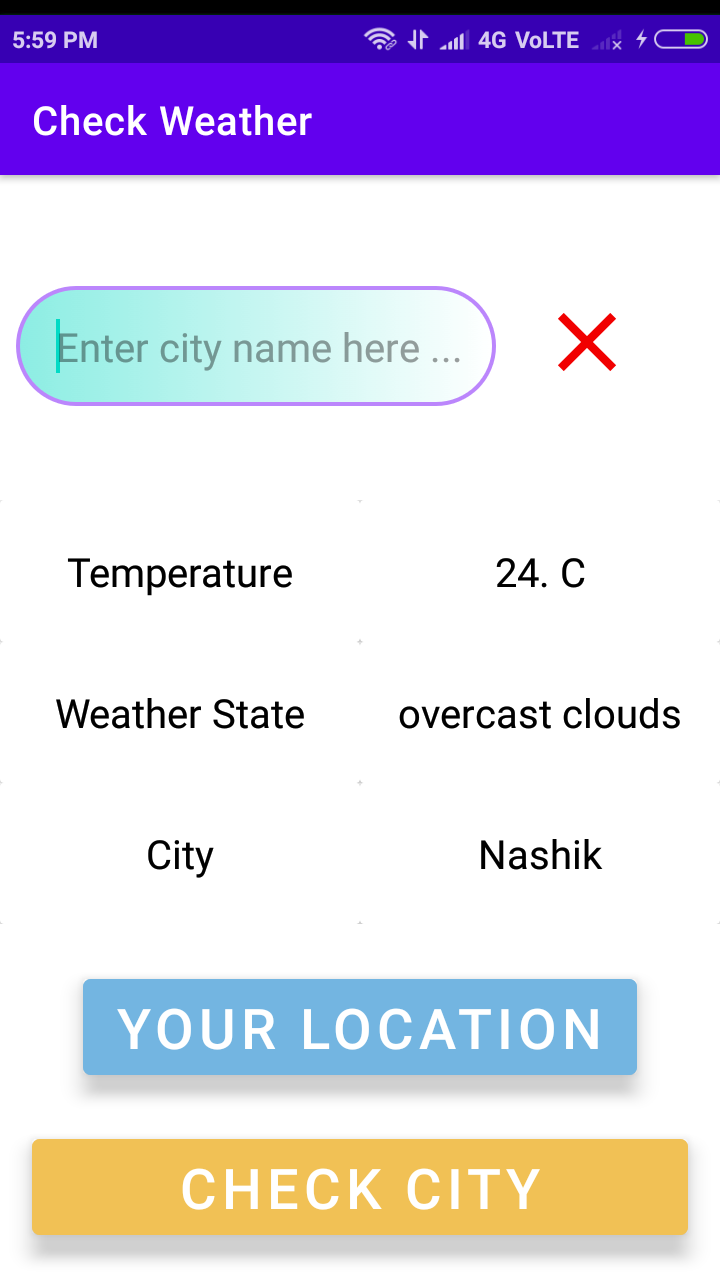 5:59 PM 4G VoLTE
Check Weather
Enter city name here ...
Temperature 24. C
Weather State overcast clouds
City Nashik
YOUR LOCATION
CHECK CITY